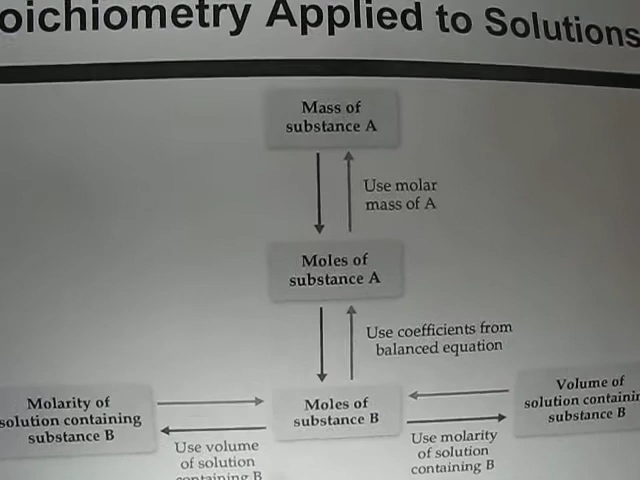 oichiometry Applied to Solutions
Mass of
substance A
Use molar
mass of A
Moles of
substance A
Use coefficients from
balanced equation
Molarity of
solution containing
substance B
Moles of
substance B
Volume of
solution containin
substance B
Use volume
of solution
containing B
Use molarity
of solution
containing B